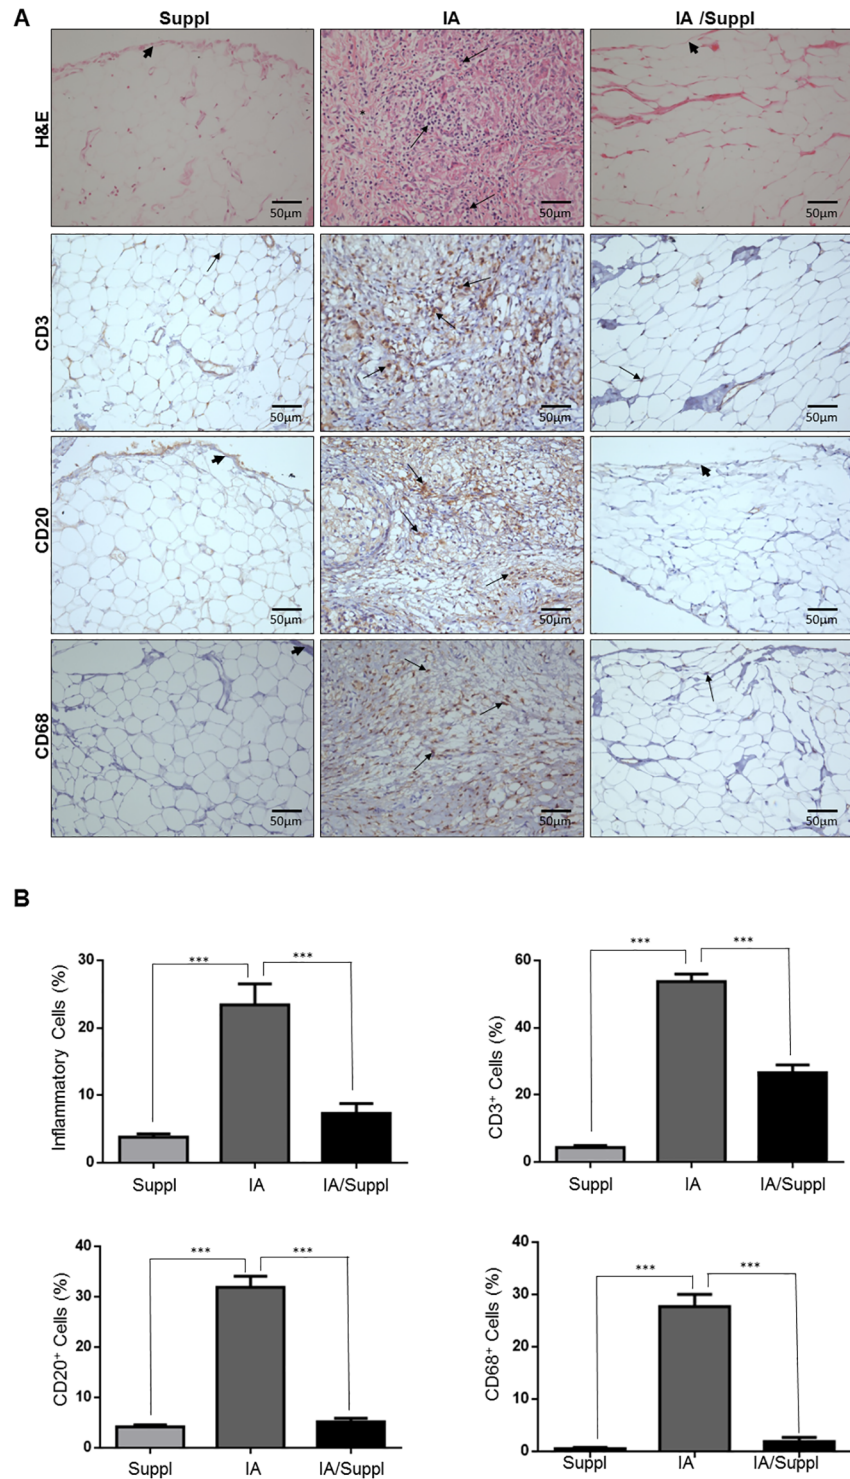 A
Suppl IA IA /Suppl
H&E
50µm 50µm 50µm
CD3
50µm 50µm 50µm
CD20
50µm 50µm 50µm
CD68
50µm 50µm 50µm
B
Inflammatory Cells (%)
30
20
10
0
*** ***
Suppl IA IA/Suppl
CD3⁺ Cells (%)
60
40
20
0
*** ***
Suppl IA IA/Suppl
CD20⁺ Cells (%)
40
30
20
10
0
*** ***
Suppl IA IA/Suppl
CD68⁺ Cells (%)
40
30
20
10
0
*** ***
Suppl IA IA/Suppl